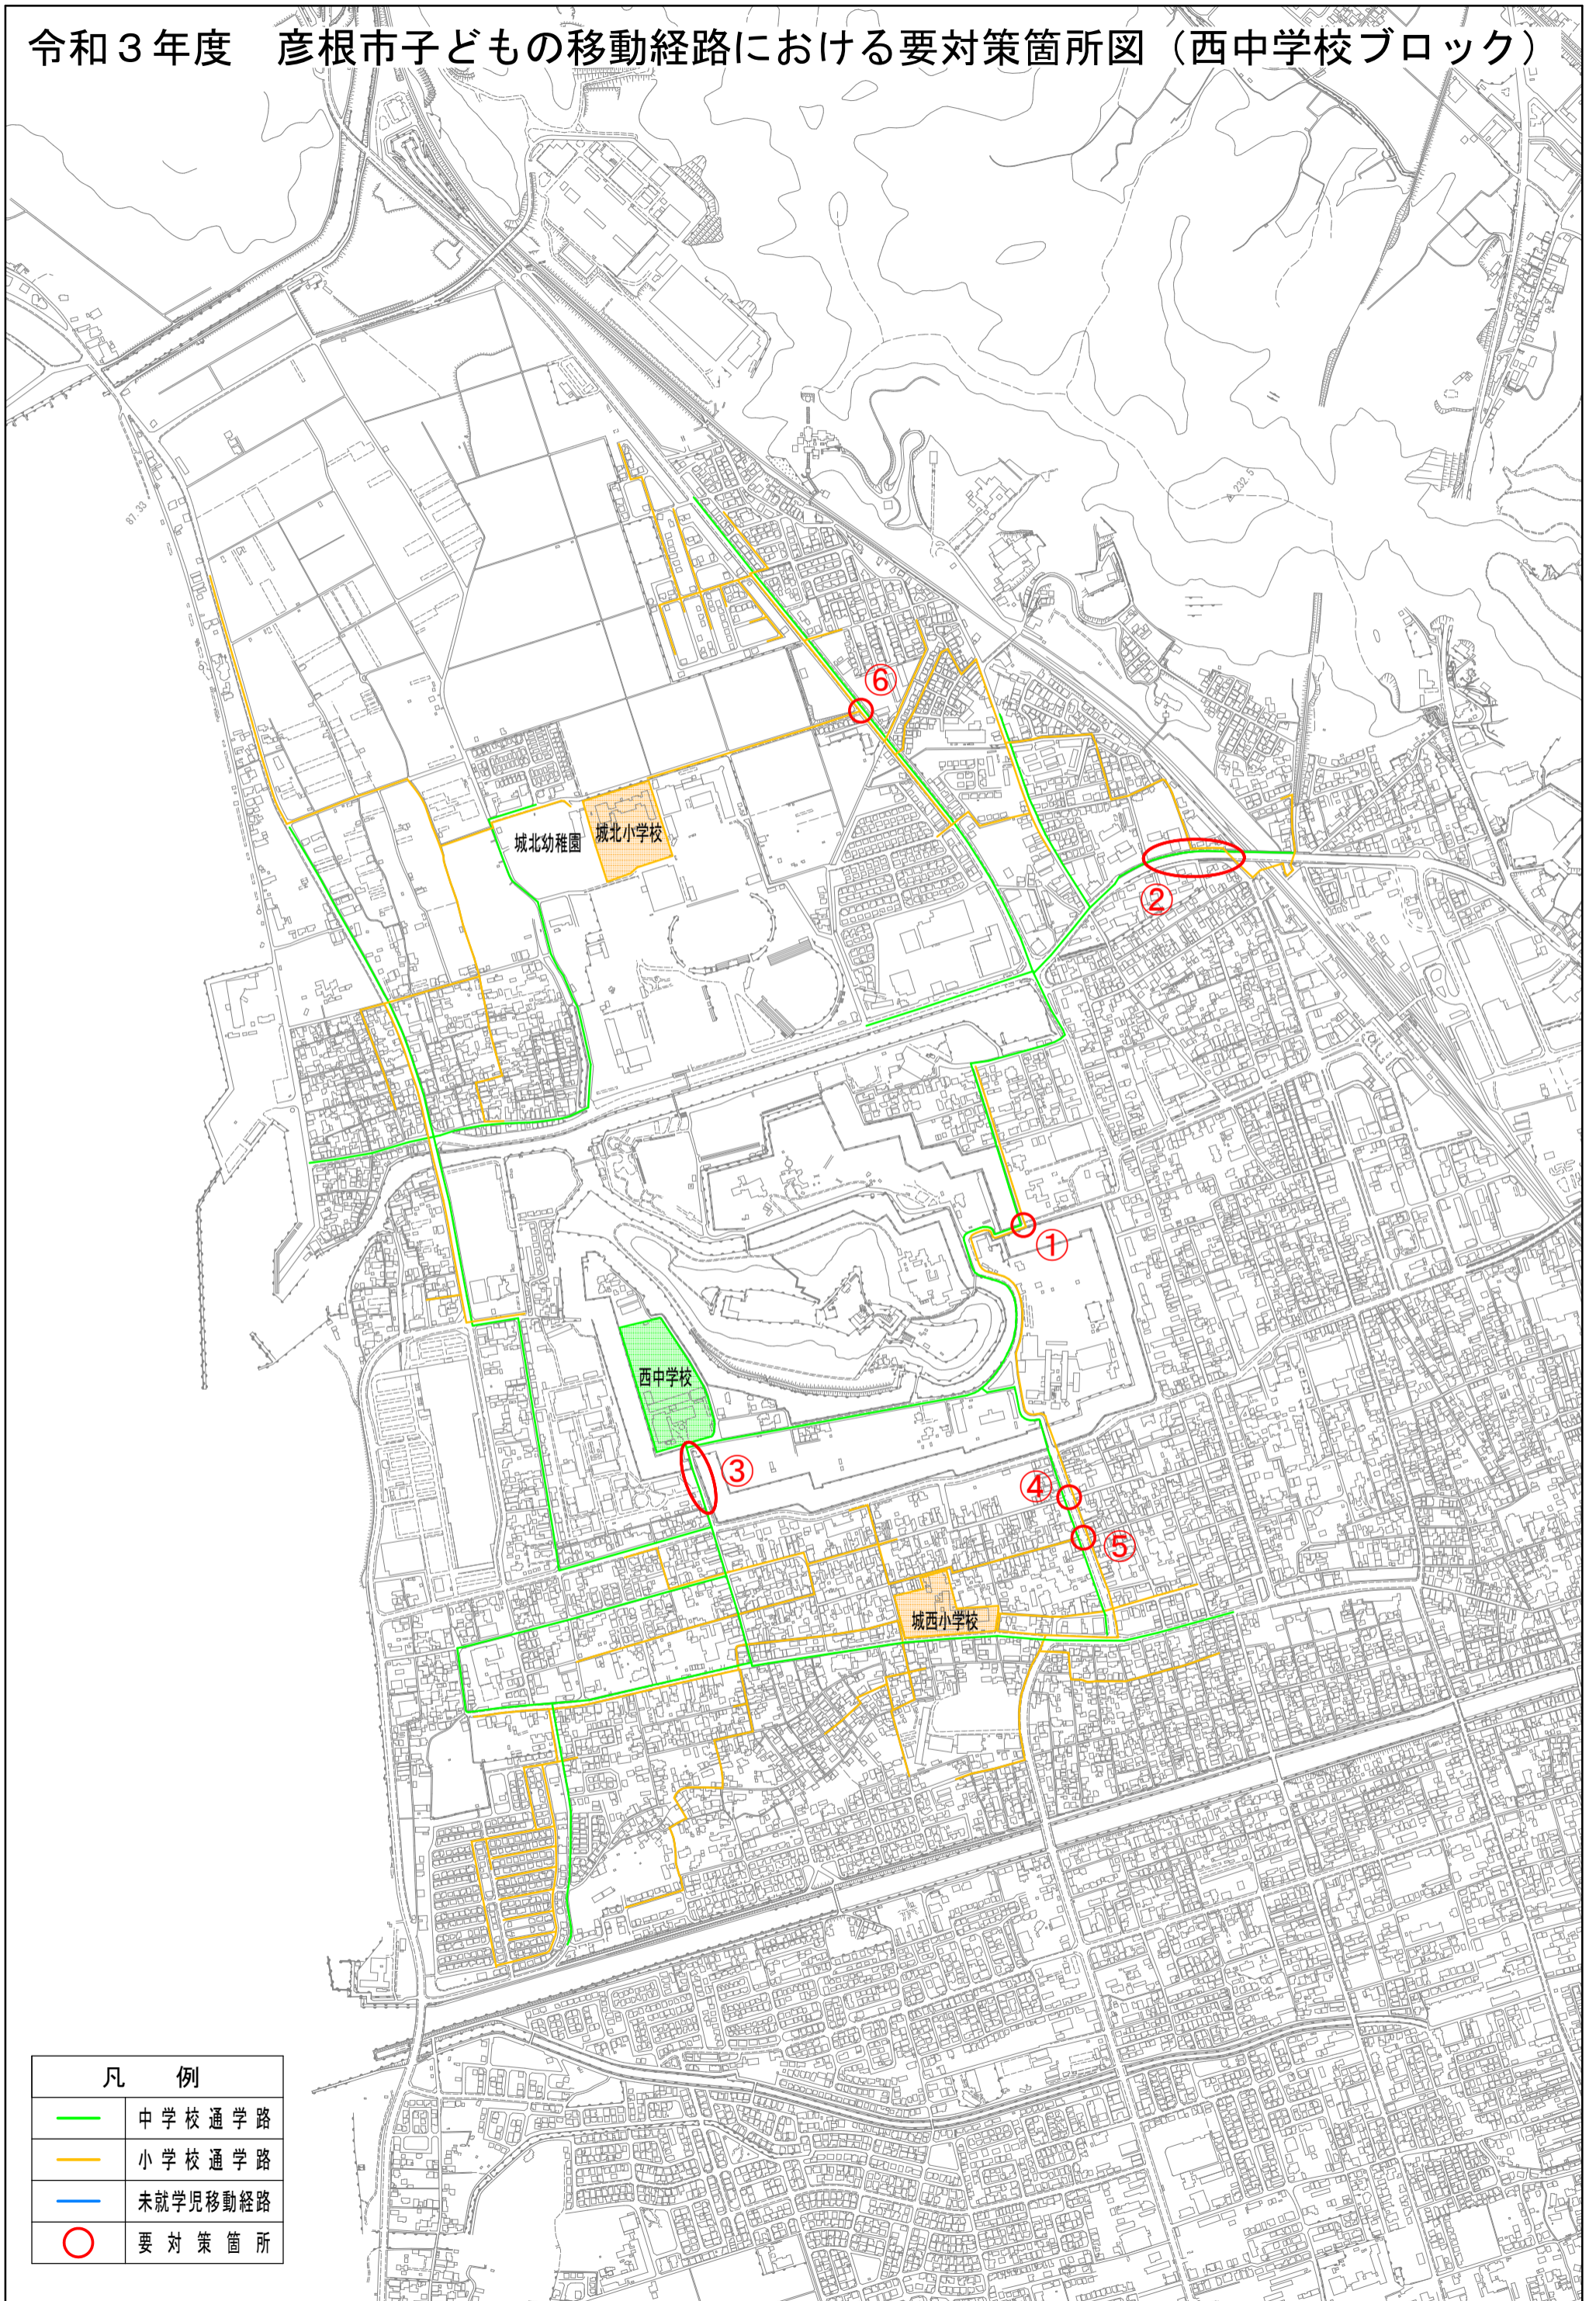 令和３年度　彦根市子どもの移動経路における要対策箇所図（西中学校ブロック）
87.33
232.5
⑥
城北幼稚園
城北小学校
②
①
西中学校
③
④
⑤
城西小学校
凡　例
中学校通学路
小学校通学路
未就学児移動経路
要対策箇所